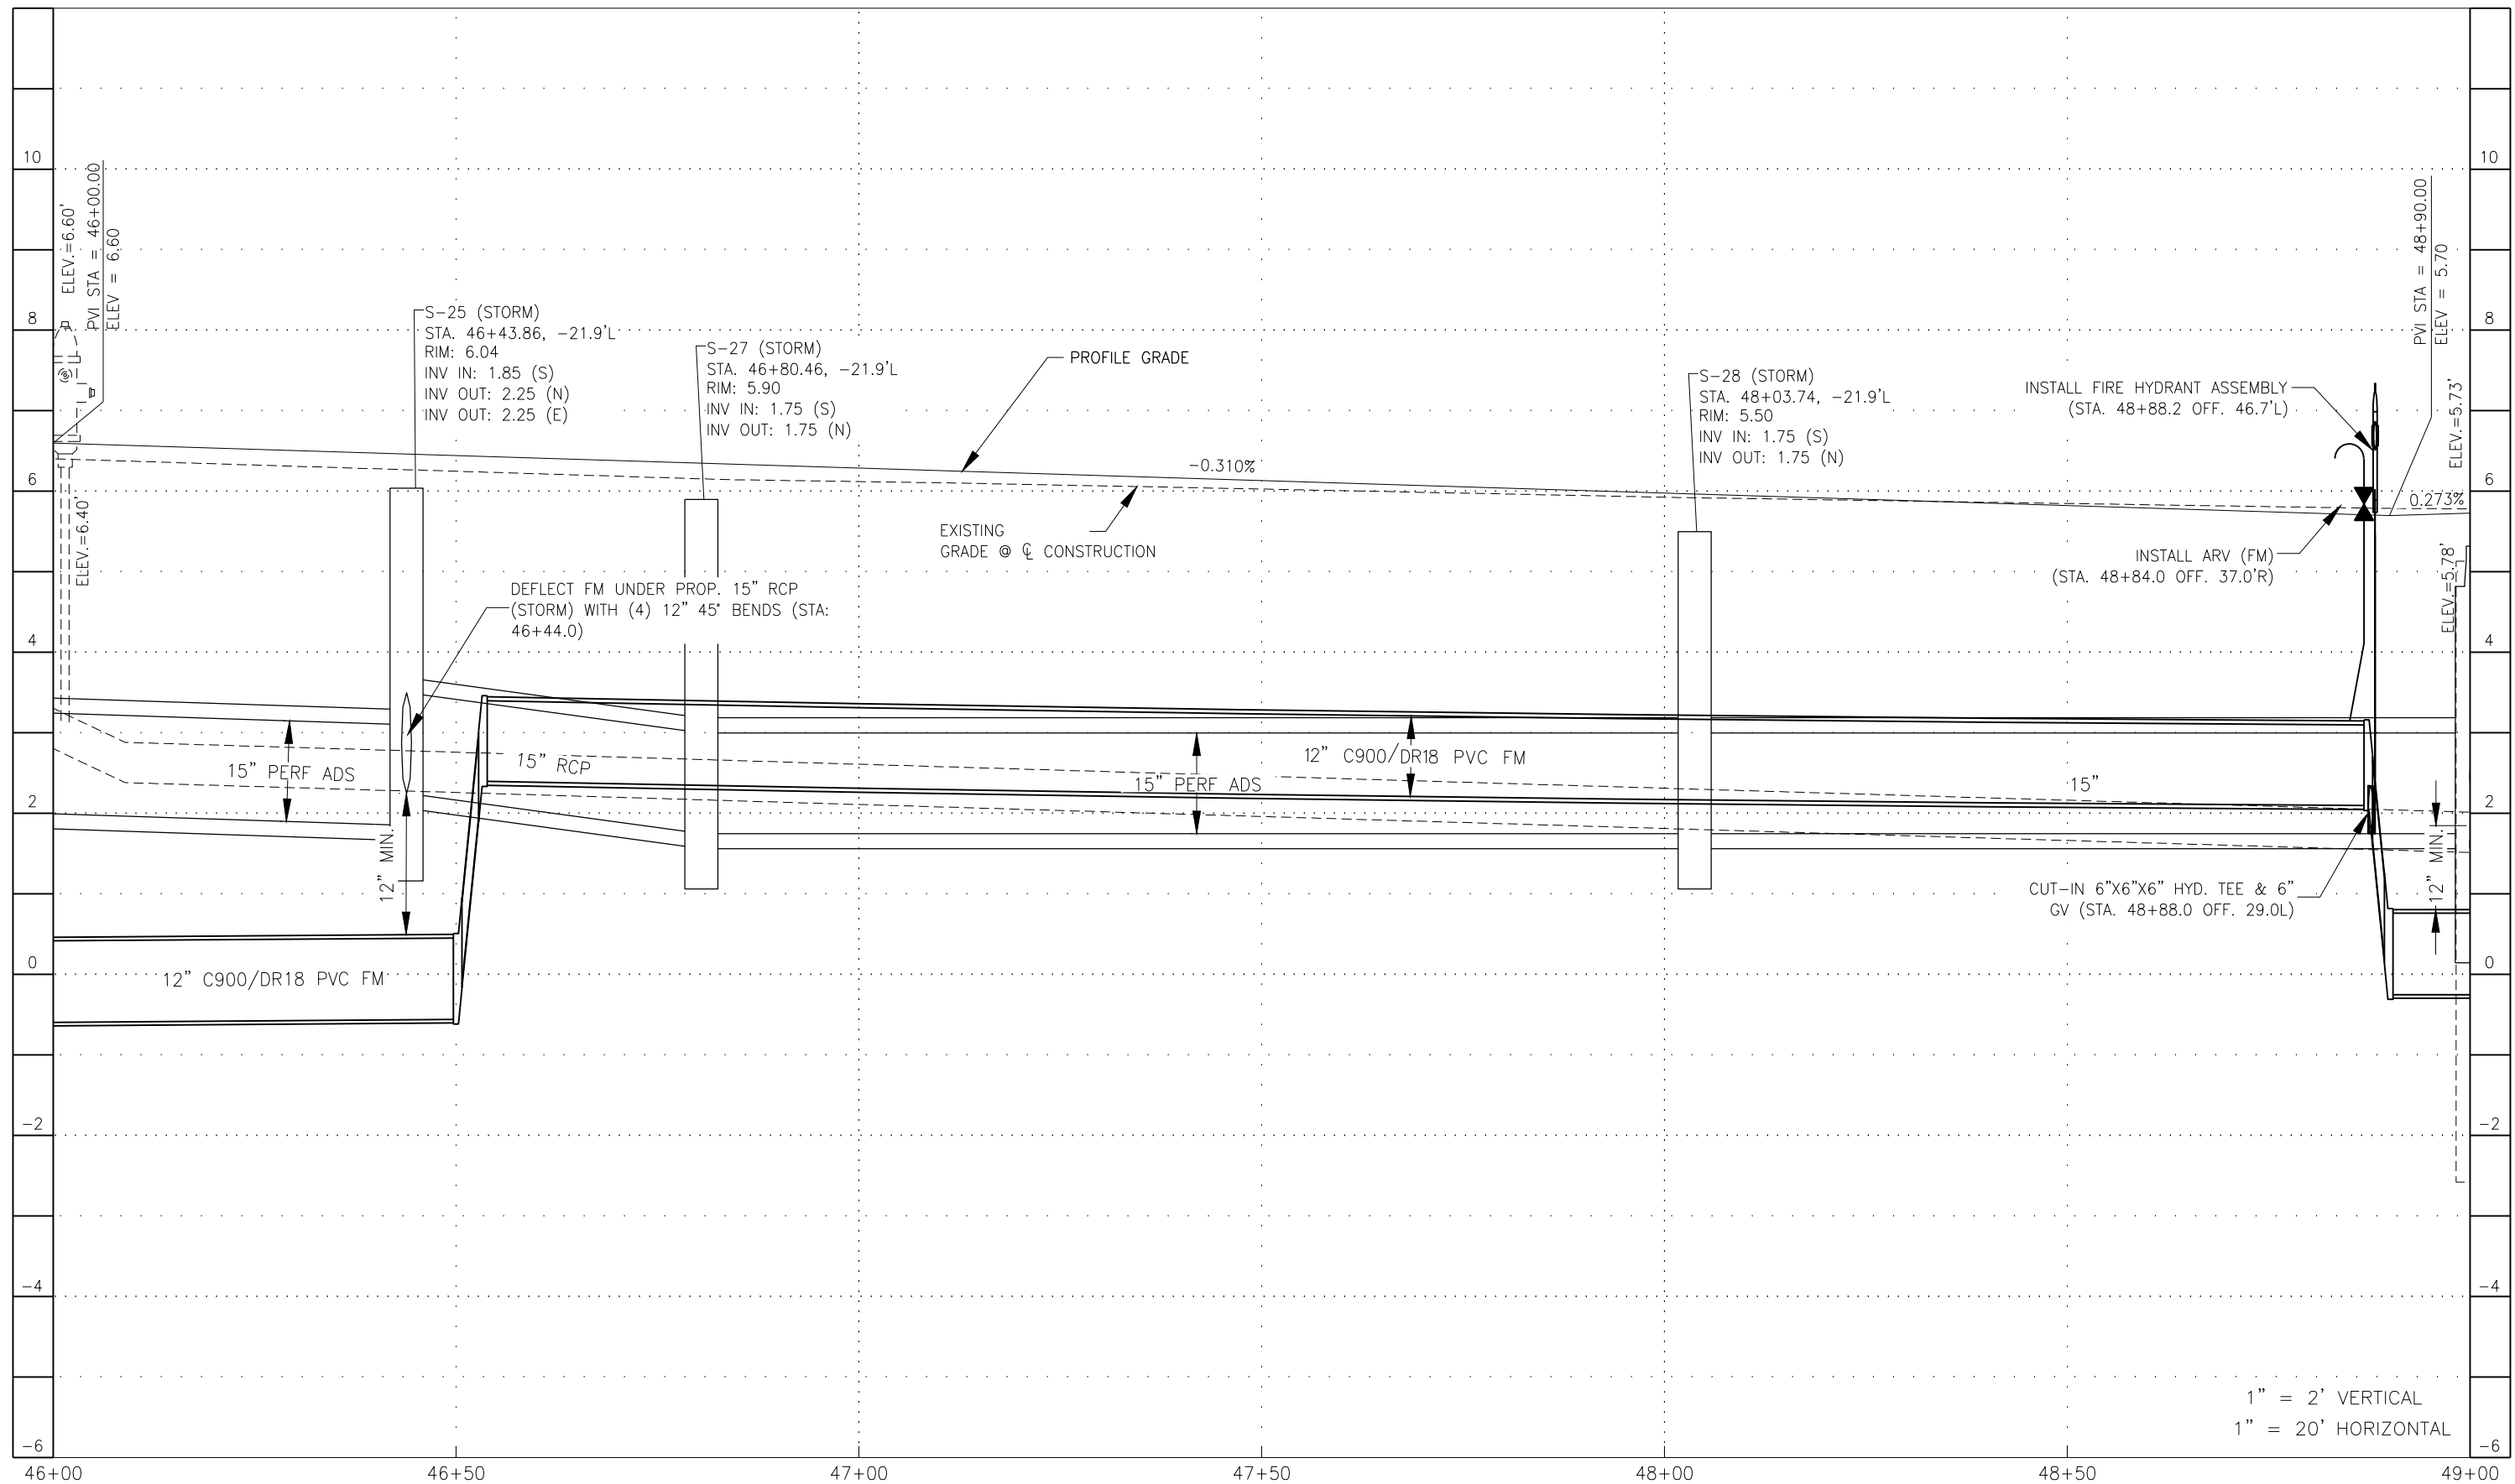 10
8
6
4
2
0
-2
-4
-6
ELEV.=6.60'
PVI STA = 46+00.00
ELEV = 6.60
ELEV.=6.40'
S-25 (STORM)
STA. 46+43.86, -21.9'L
RIM: 6.04
INV IN: 1.85 (S)
INV OUT: 2.25 (N)
INV OUT: 2.25 (E)
S-27 (STORM)
STA. 46+80.46, -21.9'L
RIM: 5.90
INV IN: 1.75 (S)
INV OUT: 1.75 (N)
PROFILE GRADE
-0.310%
EXISTING
GRADE @ ℄ CONSTRUCTION
S-28 (STORM)
STA. 48+03.74, -21.9'L
RIM: 5.50
INV IN: 1.75 (S)
INV OUT: 1.75 (N)
INSTALL FIRE HYDRANT ASSEMBLY
(STA. 48+88.2 OFF. 46.7'L)
PVI STA = 48+90.00
ELEV = 5.70
ELEV.=5.73'
0.273%
INSTALL ARV (FM)
(STA. 48+84.0 OFF. 37.0'R)
ELEV.=5.78'
DEFLECT FM UNDER PROP. 15" RCP
(STORM) WITH (4) 12" 45° BENDS (STA:
46+44.0)
15" PERF ADS
15" RCP
12" C900/DR18 PVC FM
15" PERF ADS
15"
12" MIN.
12" MIN.
CUT-IN 6"X6"X6" HYD. TEE & 6"
GV (STA. 48+88.0 OFF. 29.0L)
12" C900/DR18 PVC FM
10
8
6
4
2
0
-2
-4
-6
1" = 2' VERTICAL
1" = 20' HORIZONTAL
46+00
46+50
47+00
47+50
48+00
48+50
49+00